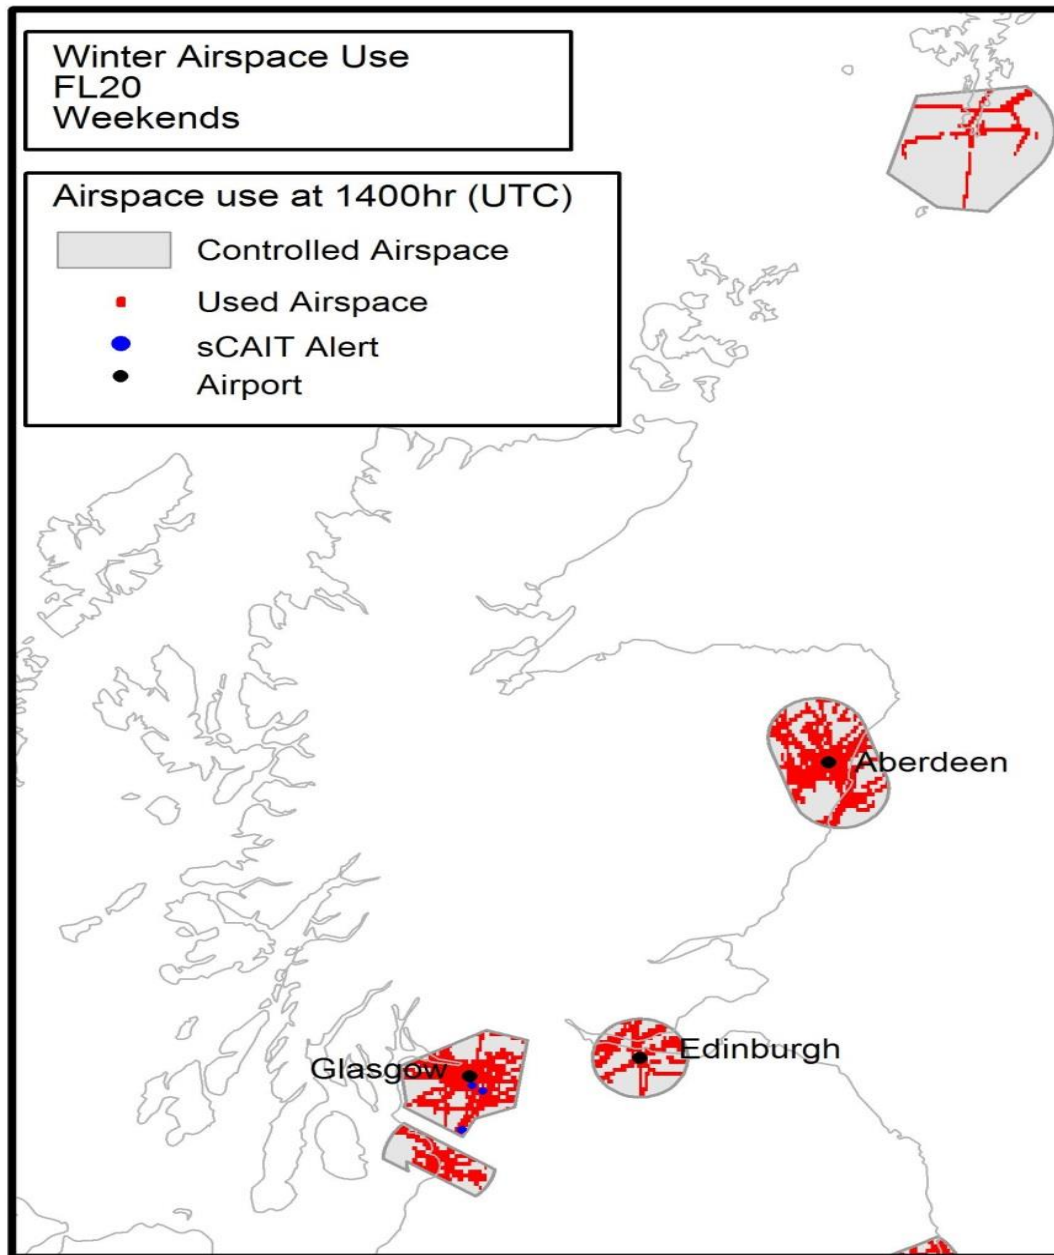 Winter Airspace Use
FL20
Weekends
Airspace use at 1400hr (UTC)
Controlled Airspace
Used Airspace
sCAIT Alert
Airport
Aberdeen
Edinburgh
Glasgow